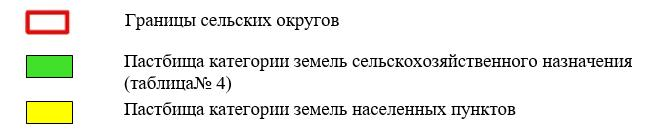 Границы сельских округов
Пастбища категории земель сельскохозяйственного назначения
(таблица№ 4)
Пастбища категории земель населенных пунктов